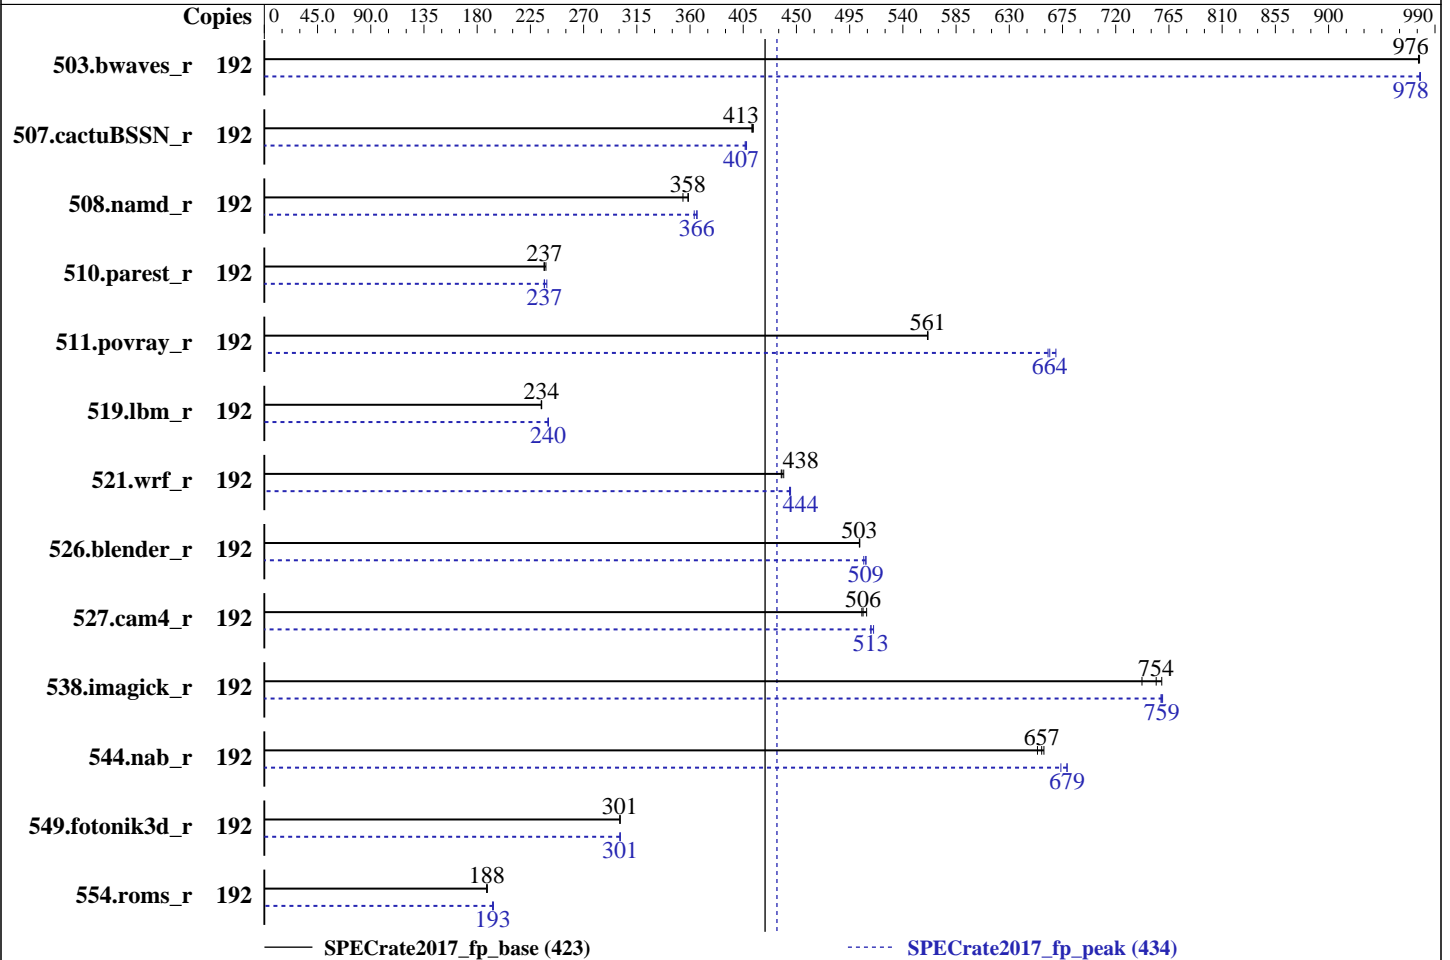 Copies 0 45.0 90.0 135 180 225 270 315 360 405 450 495 540 585 630 675 720 765 810 855 900 990
976
503.bwaves_r 192
978
413
507.cactuBSSN_r 192
407
358
508.namd_r 192
366
237
510.parest_r 192
237
561
511.povray_r 192
664
234
519.lbm_r 192
240
438
521.wrf_r 192
444
503
526.blender_r 192
509
506
527.cam4_r 192
513
754
538.imagick_r 192
759
657
544.nab_r 192
679
301
549.fotonik3d_r 192
301
188
554.roms_r 192
193
SPECrate2017_fp_base (423) SPECrate2017_fp_peak (434)